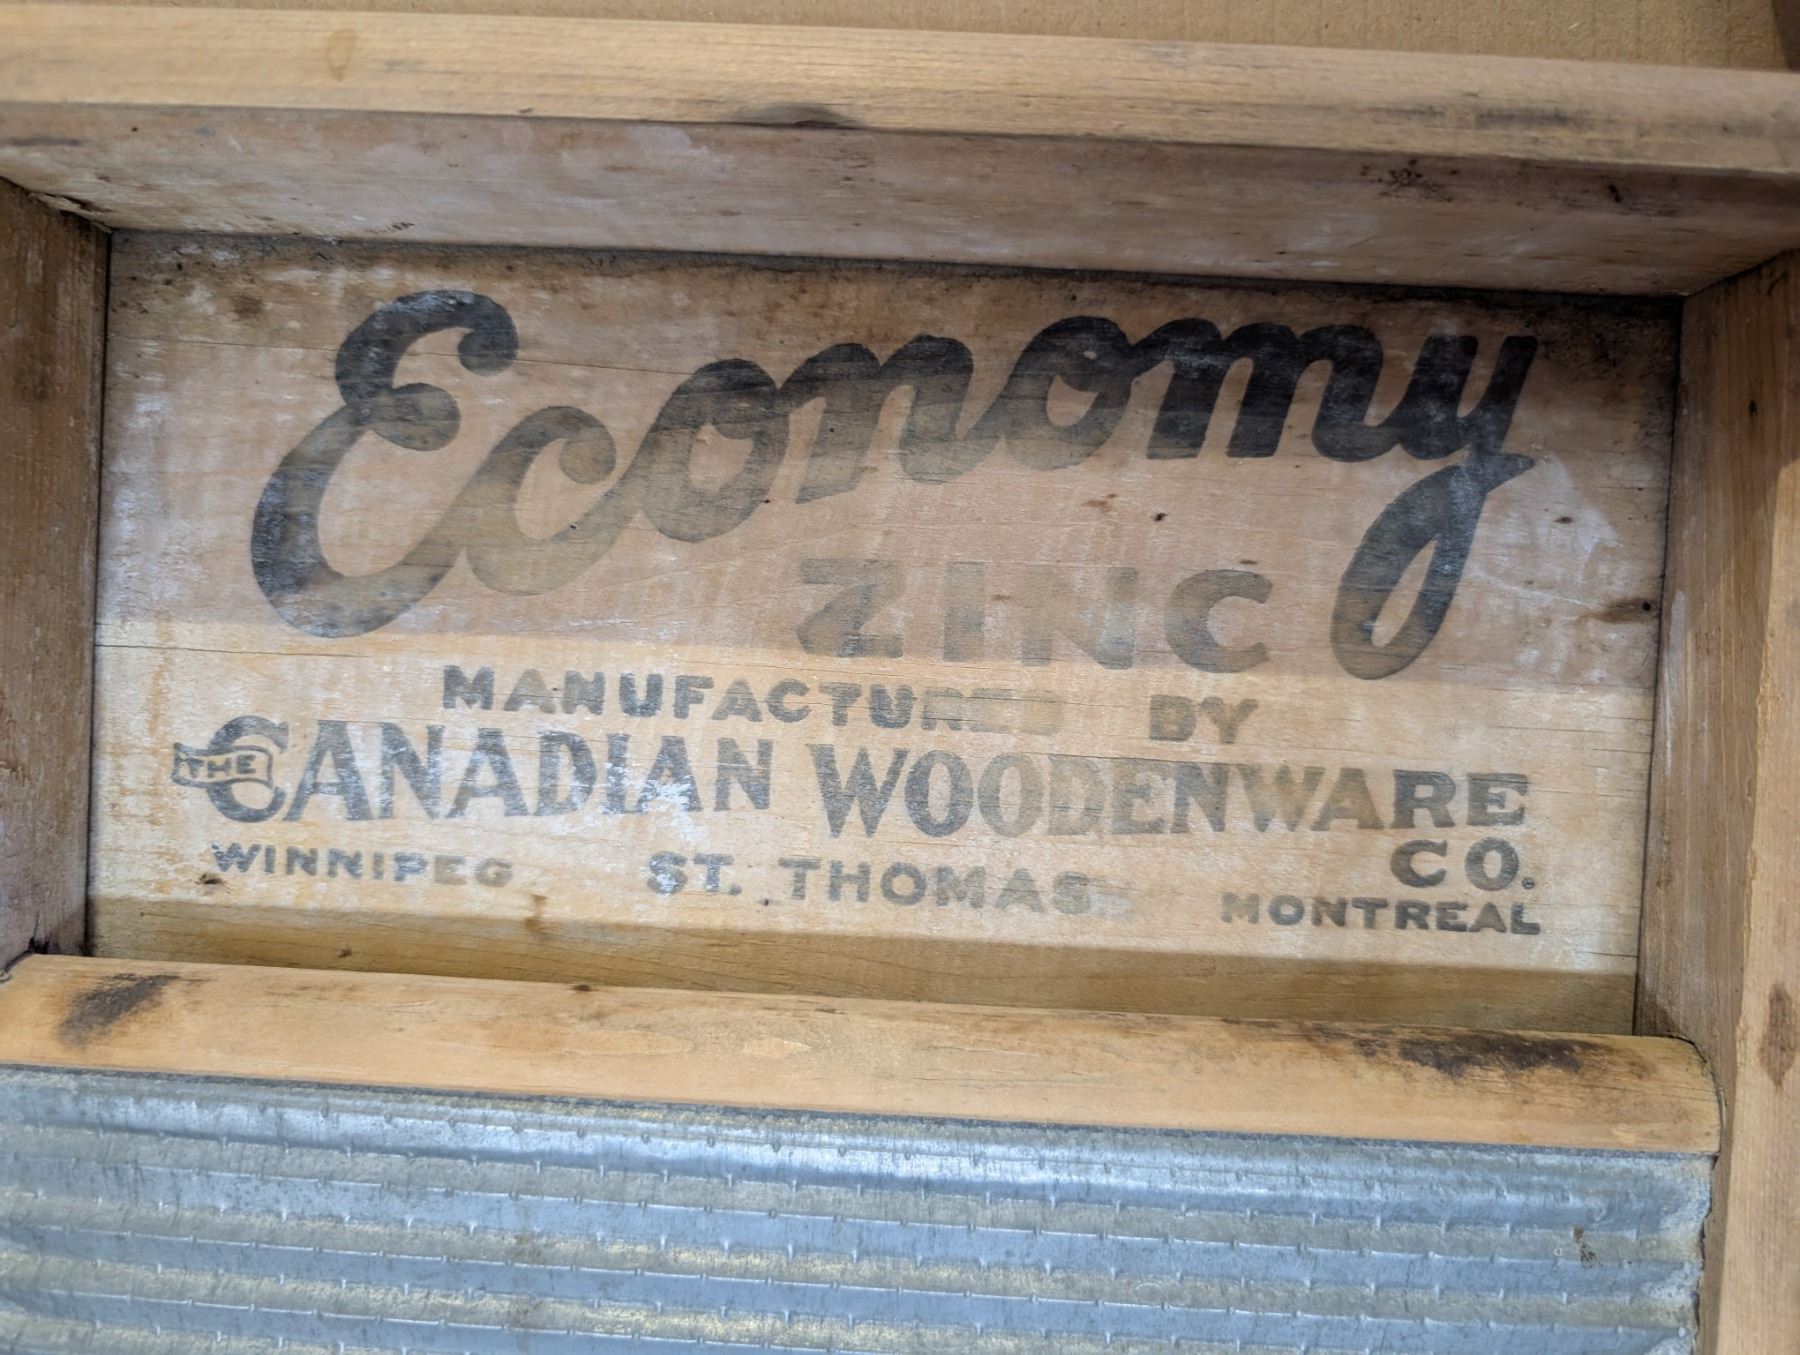 Economy
ZINC
MANUFACTURED BY
THE CANADIAN WOODENWARE CO.
WINNIPEG ST. THOMAS MONTREAL